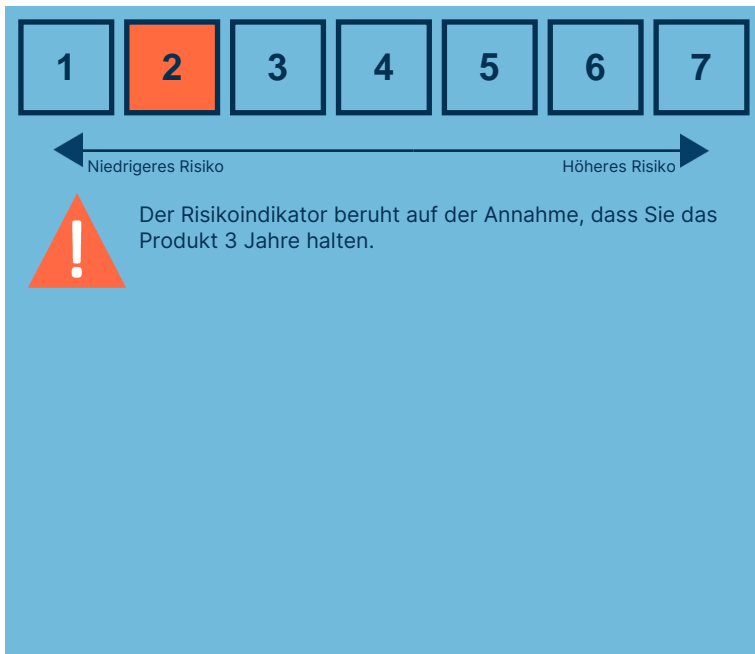 1 2 3 4 5 6 7
Niedrigeres Risiko Höheres Risiko
!
Der Risikoindikator beruht auf der Annahme, dass Sie das
Produkt 3 Jahre halten.